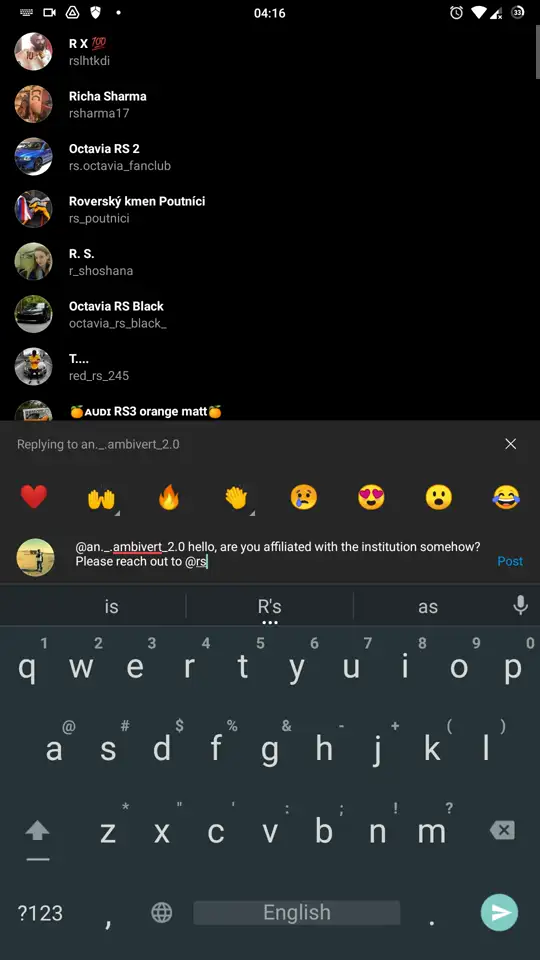 04:16
33
R X 💯
rslhtkdi
Richa Sharma
rsharma17
Octavia RS 2
rs.octavia_fanclub
Roverský kmen Poutníci
rs_poutnici
R. S.
r_shoshana
Octavia RS Black
octavia_rs_black_
T....
red_rs_245
🍊ᴀᴜᴅɪ RS3 orange matt🍊
Replying to an._.ambivert_2.0
@an._.ambivert_2.0 hello, are you affiliated with the institution somehow?
Please reach out to @rs
Post
is R's as
1 2 3 4 5 6 7 8 9 0
q w e r t y u i o p
@ # $ % & - + ( )
a s d f g h j k l
* " ' : ; ! ?
z x c v b n m
?123 , English .